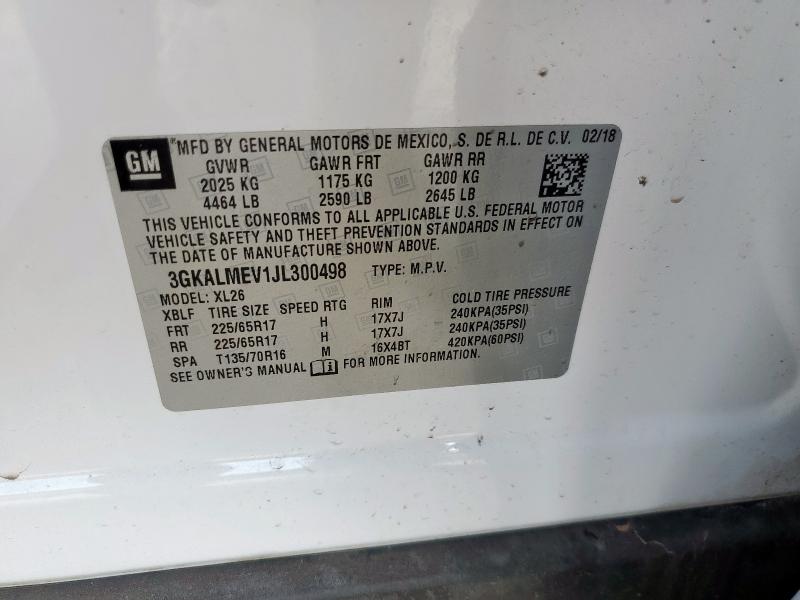 GM *MFD BY GENERAL MOTORS DE MEXICO, S. DE R.L. DE C.V. 02/18
GVWR GAWR FRT GAWR RR
2025 KG 1175 KG 1200 KG
4464 LB 2590 LB 2645 LB
THIS VEHICLE CONFORMS TO ALL APPLICABLE U.S. FEDERAL MOTOR
VEHICLE SAFETY AND THEFT PREVENTION STANDARDS IN EFFECT ON
THE DATE OF MANUFACTURE SHOWN ABOVE.
3GKALMEV1JL300498 TYPE: M.P.V.
MODEL: XL26
XBLF TIRE SIZE SPEED RTG RIM COLD TIRE PRESSURE
FRT 225/65R17 H 17X7J 240KPA(35PSI)
RR 225/65R17 H 17X7J 240KPA(35PSI)
SPA T135/70R16 M 16X4BT 420KPA(60PSI)
SEE OWNER'S MANUAL FOR MORE INFORMATION.